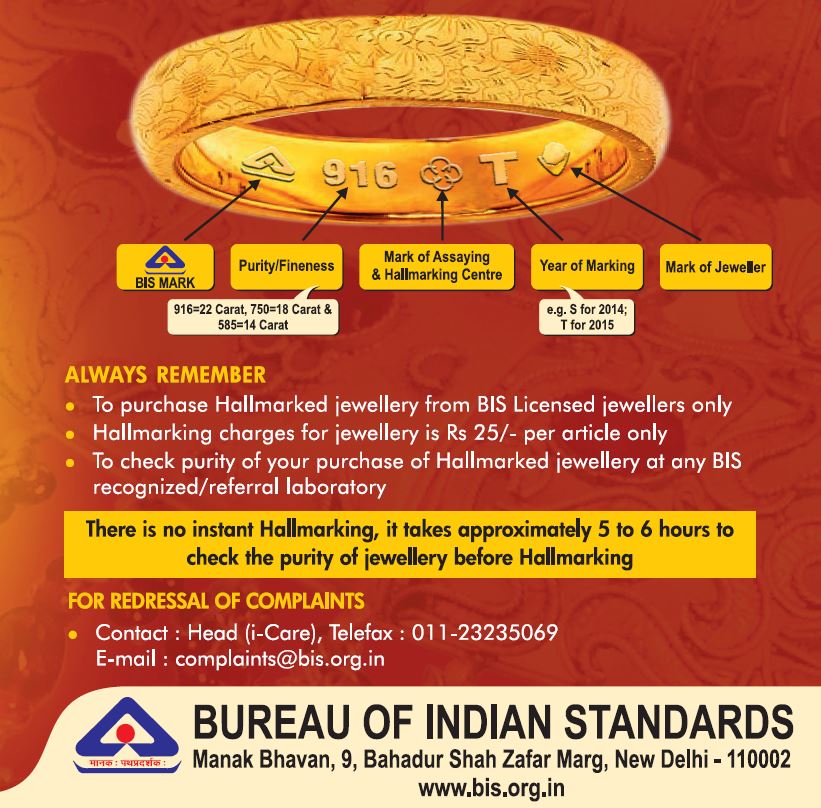 916 T
BIS MARK
Purity/Fineness
Mark of Assaying
& Hallmarking Centre
Year of Marking
Mark of Jeweller
916=22 Carat, 750=18 Carat &
585=14 Carat
e.g. S for 2014;
T for 2015
ALWAYS REMEMBER
• To purchase Hallmarked jewellery from BIS Licensed jewellers only
• Hallmarking charges for jewellery is Rs 25/- per article only
• To check purity of your purchase of Hallmarked jewellery at any BIS
recognized/referral laboratory
There is no instant Hallmarking, it takes approximately 5 to 6 hours to
check the purity of jewellery before Hallmarking
FOR REDRESSAL OF COMPLAINTS
• Contact : Head (i-Care), Telefax : 011-23235069
E-mail : complaints@bis.org.in
मानक: पथप्रदर्शक:
BUREAU OF INDIAN STANDARDS
Manak Bhavan, 9, Bahadur Shah Zafar Marg, New Delhi - 110002
www.bis.org.in